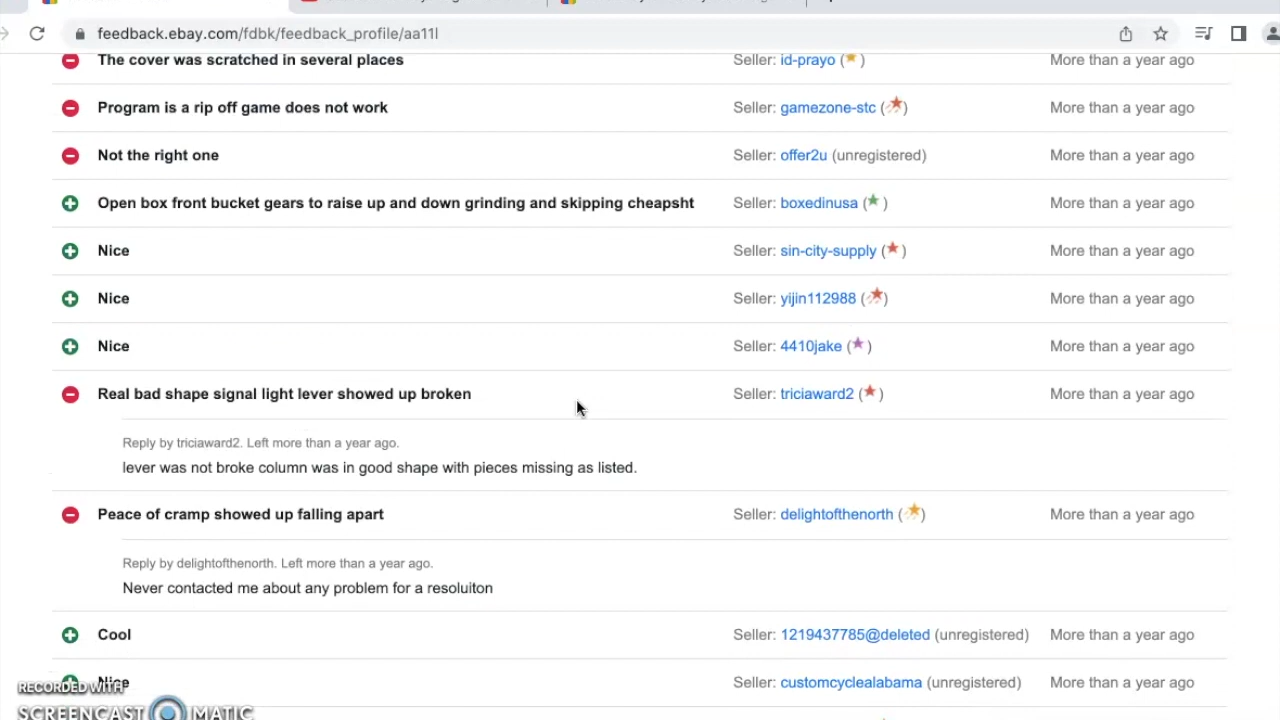 feedback.ebay.com/fdbk/feedback_profile/aa11l
The cover was scratched in several places Seller: id-prayo ( ) More than a year ago
Program is a rip off game does not work Seller: gamezone-stc ( ) More than a year ago
Not the right one Seller: offer2u (unregistered) More than a year ago
Open box front bucket gears to raise up and down grinding and skipping cheapsht Seller: boxedinusa ( ) More than a year ago
Nice Seller: sin-city-supply ( ) More than a year ago
Nice Seller: yijin112988 ( ) More than a year ago
Nice Seller: 4410jake ( ) More than a year ago
Real bad shape signal light lever showed up broken Seller: triciaward2 ( ) More than a year ago
Reply by triciaward2. Left more than a year ago.
lever was not broke column was in good shape with pieces missing as listed.
Peace of cramp showed up falling apart Seller: delightofthenorth ( ) More than a year ago
Reply by delightofthenorth. Left more than a year ago.
Never contacted me about any problem for a resoluiton
Cool Seller: 1219437785@deleted (unregistered) More than a year ago
Nice Seller: customcyclealabama (unregistered) More than a year ago
RECORDED WITH
SCREENCAST MATIC